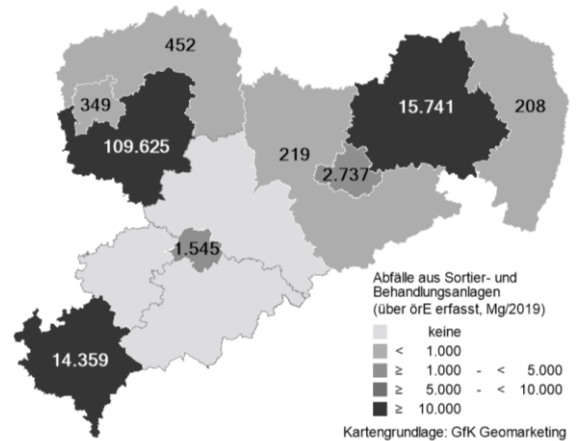 452
349
109.625
15.741
208
219
2.737
1.545
14.359
Abfälle aus Sortier- und
Behandlungsanlagen
(über örE erfasst, Mg/2019)
keine
< 1.000
≥ 1.000 - < 5.000
≥ 5.000 - < 10.000
≥ 10.000
Kartengrundlage: GfK Geomarketing